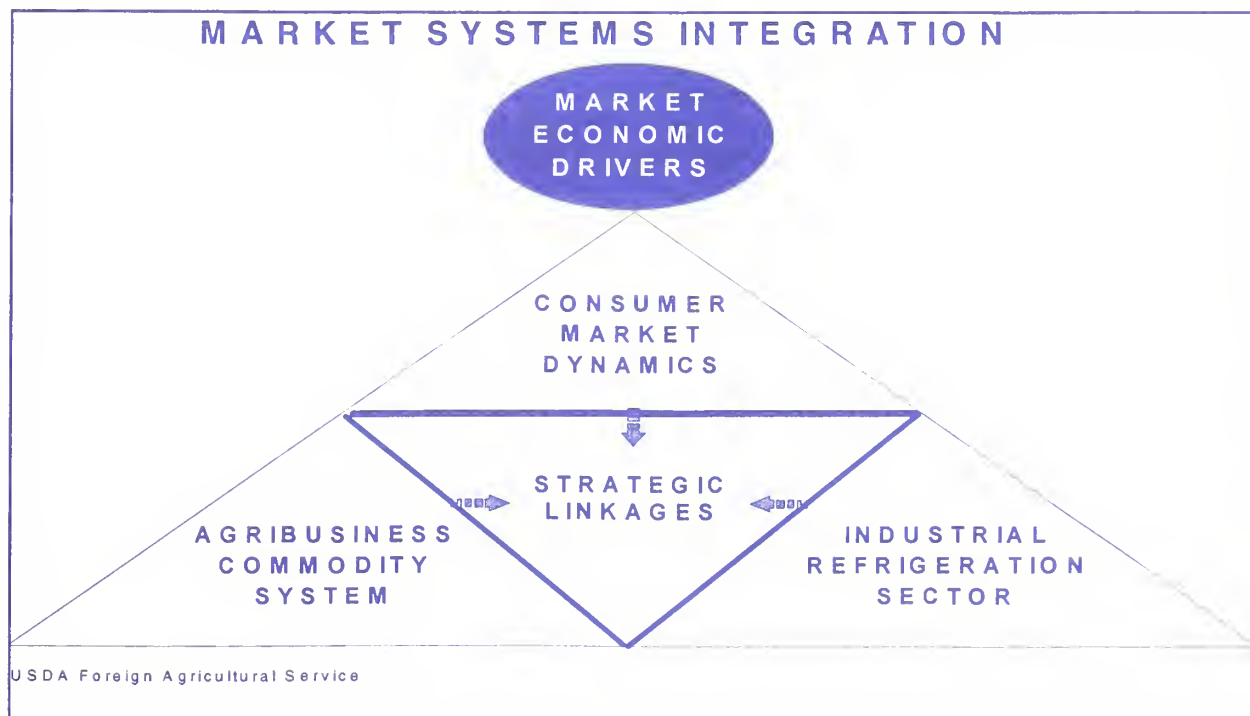 MARKET SYSTEMS INTEGRATION
MARKET
ECONOMIC
DRIVERS
CONSUMER
MARKET
DYNAMICS
STRATEGIC
LINKAGES
AGRIBUSINESS
COMMODITY
SYSTEM
INDUSTRIAL
REFRIGERATION
SECTOR
USDA Foreign Agricultural Service